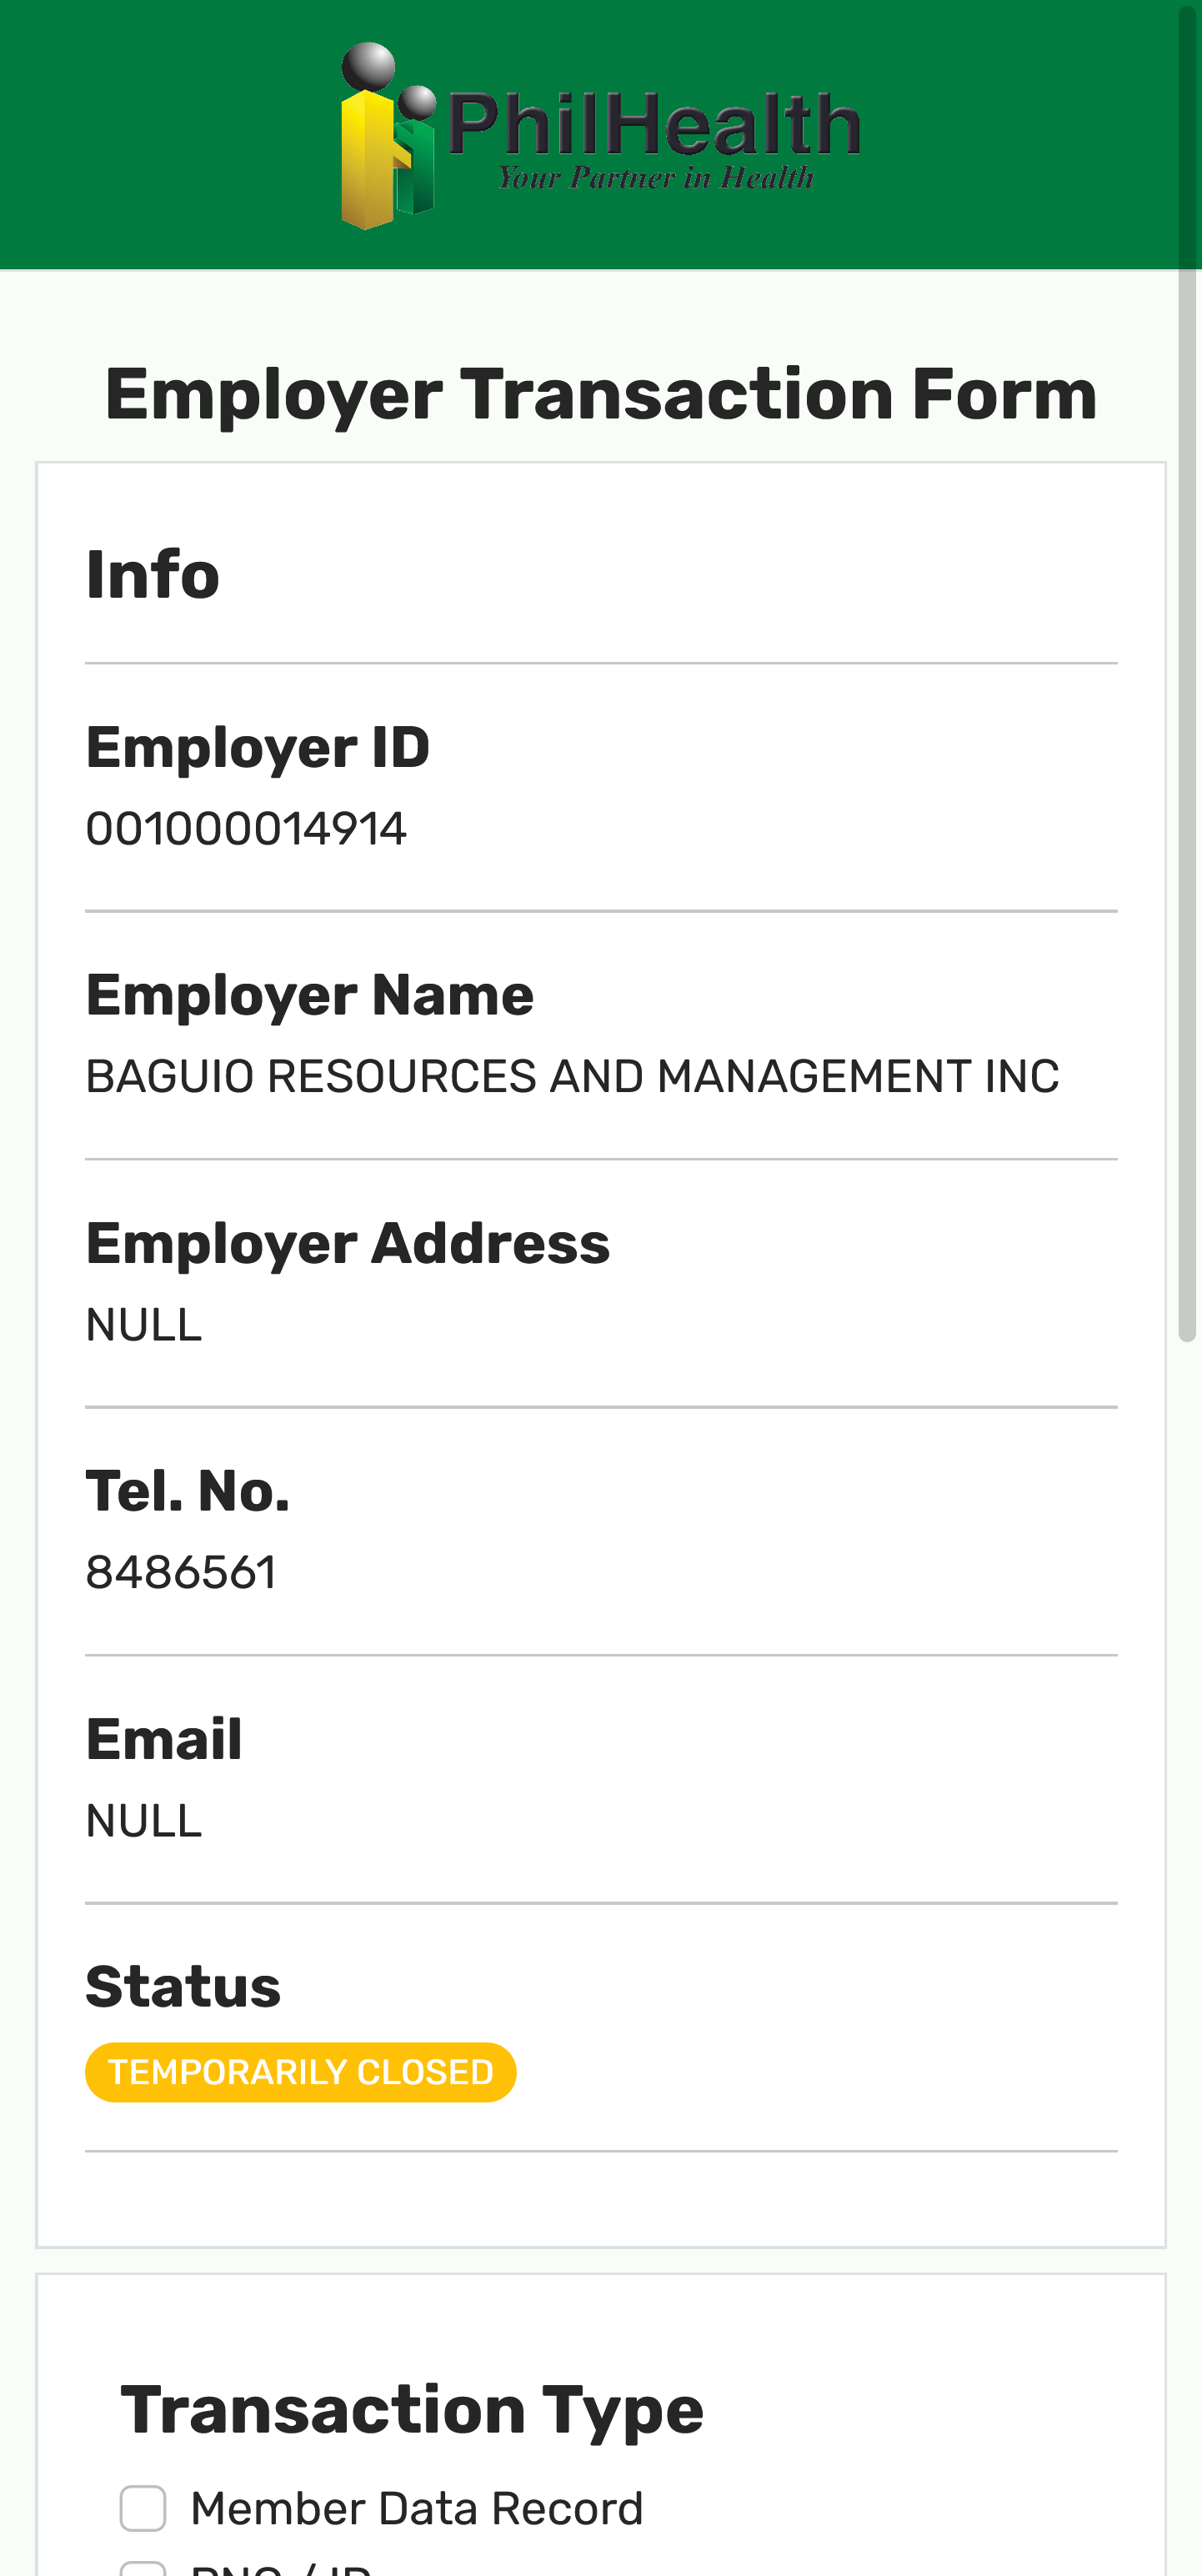 PhilHealth
Your Partner in Health
Employer Transaction Form
Info
Employer ID
001000014914
Employer Name
BAGUIO RESOURCES AND MANAGEMENT INC
Employer Address
NULL
Tel. No.
8486561
Email
NULL
Status
TEMPORARILY CLOSED
Transaction Type
Member Data Record